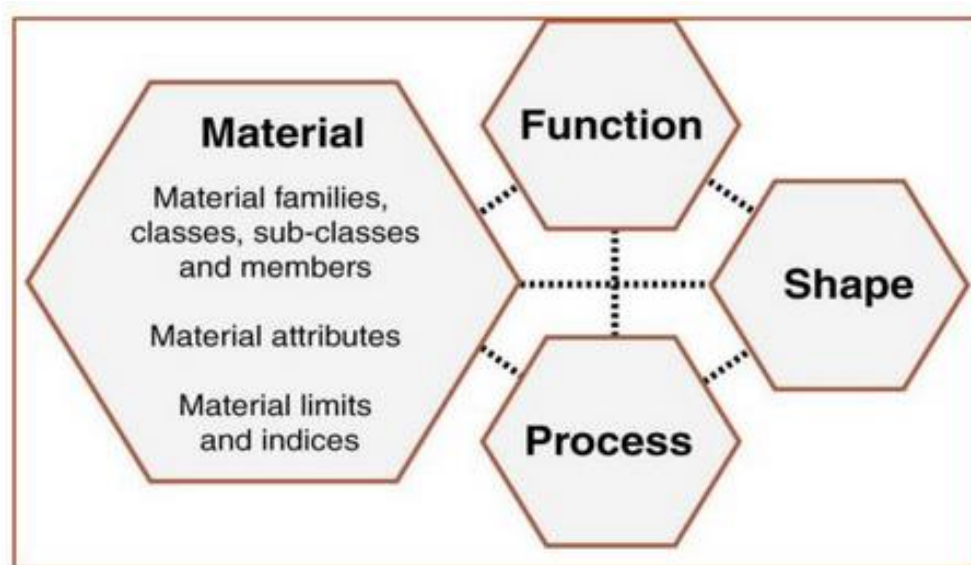 Material
Material families,
classes, sub-classes
and members
Material attributes
Material limits
and indices
Function
Shape
Process